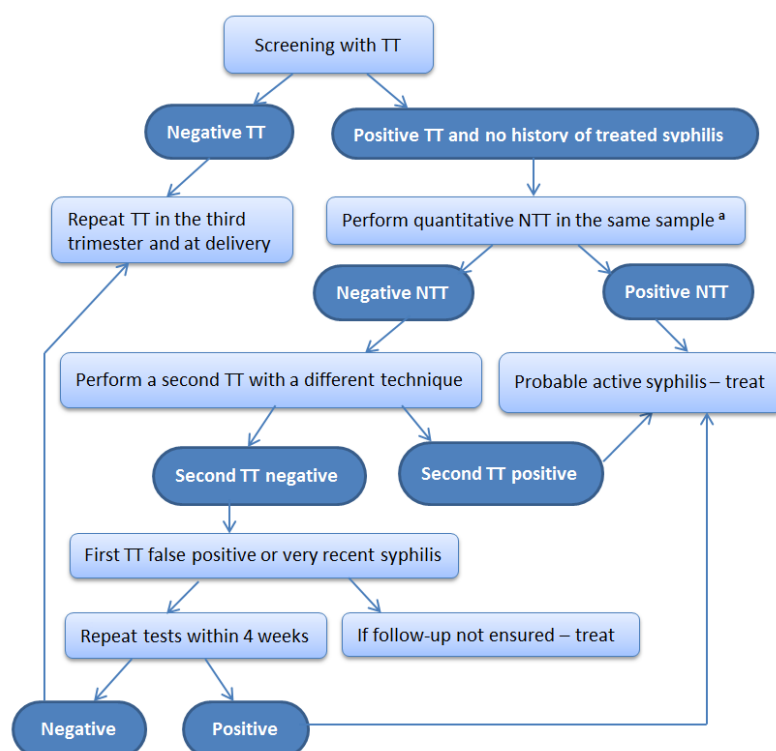 Screening with TT
Negative TT
Positive TT and no history of treated syphilis
Repeat TT in the third
trimester and at delivery
Perform quantitative NTT in the same sample ª
Negative NTT
Positive NTT
Perform a second TT with a different technique
Probable active syphilis – treat
Second TT negative
Second TT positive
First TT false positive or very recent syphilis
Repeat tests within 4 weeks
If follow-up not ensured – treat
Negative
Positive